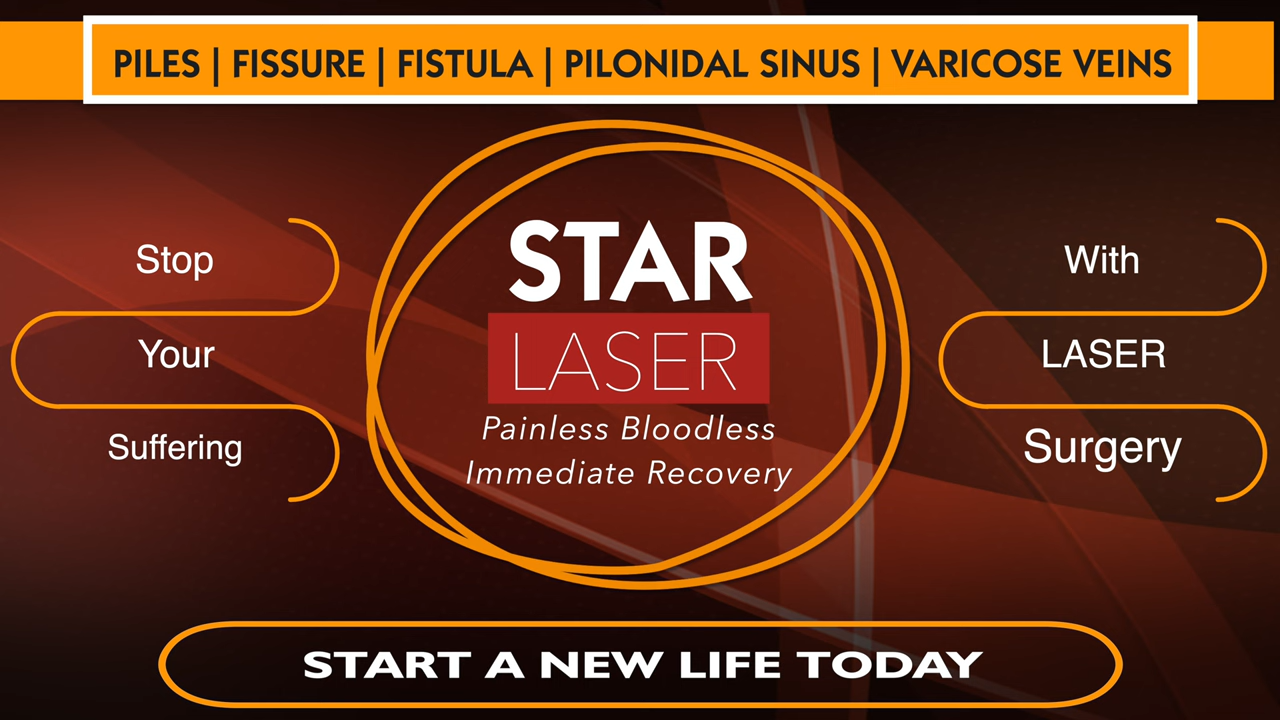 PILES | FISSURE | FISTULA | PILONIDAL SINUS | VARICOSE VEINS
Stop
Your
Suffering
STAR
LASER
Painless Bloodless
Immediate Recovery
With
LASER
Surgery
START A NEW LIFE TODAY